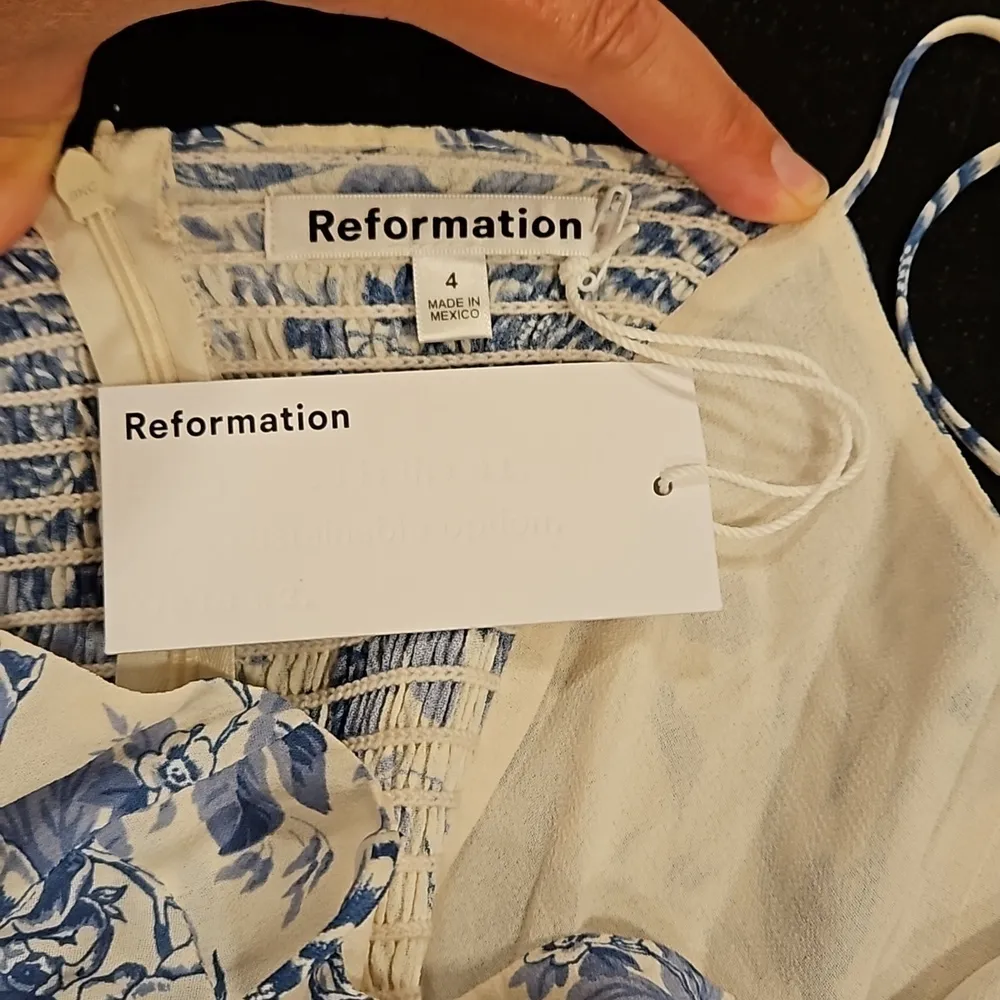 Reformation
4
MADE IN
MEXICO
Reformation